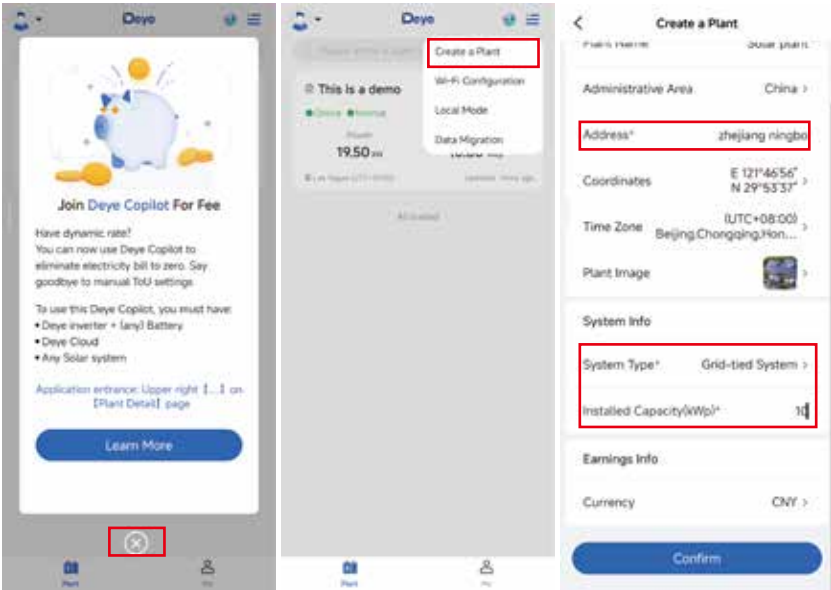 Deye
Join Deye Copilot For Fee
Have dynamic rate?
You can now use Deye Copilot to
eliminate electricity bill to zero. Say
goodbye to manual ToU settings
To use this Deye Copilot, you must have:
• Deye inverter + (any) Battery
• Deye Cloud
• Any Solar system
Application entrance: Upper right 【...】 on
【Plant Detail】 page
Learn More
Plant
Me
Deye
Create a Plant
Wi-Fi Configuration
Local Mode
Data Migration
This is a demo
19.50
Plant
Me
Create a Plant
Plant Name Solar plant
Administrative Area China >
Address* zhejiang ningbo
Coordinates E 121°46'56" N 29°53'37" >
Time Zone (UTC+08:00) Beijing,Chongqing,Hon... >
Plant Image >
System Info
System Type* Grid-tied System >
Installed Capacity(kWp)* 10
Earnings Info
Currency CNY >
Confirm